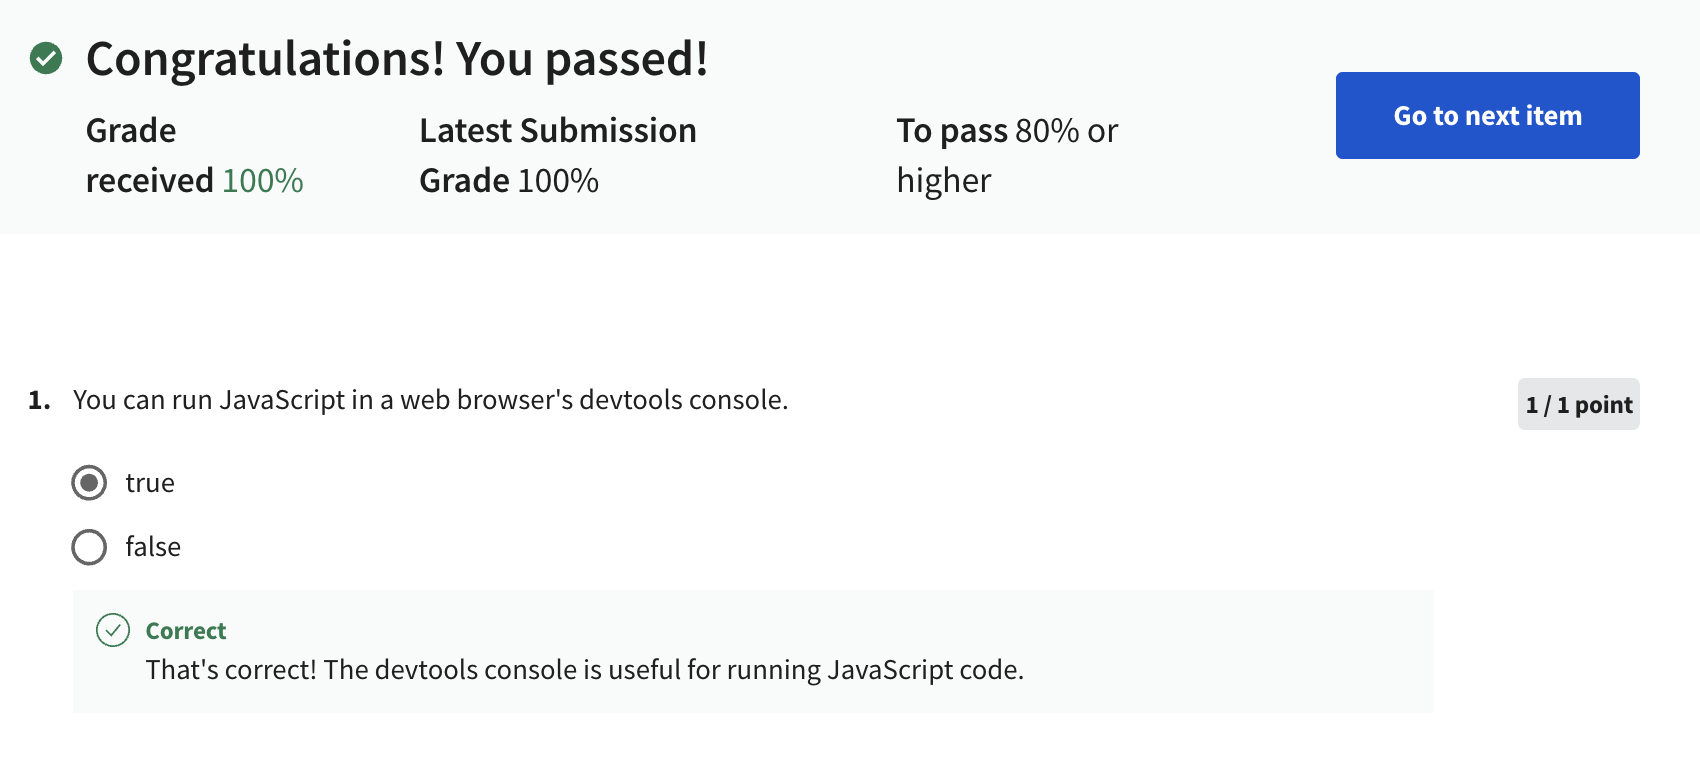 Congratulations! You passed!
Grade received 100%
Latest Submission Grade 100%
To pass 80% or higher
Go to next item
1. You can run JavaScript in a web browser's devtools console.
1 / 1 point
true
false
Correct
That's correct! The devtools console is useful for running JavaScript code.